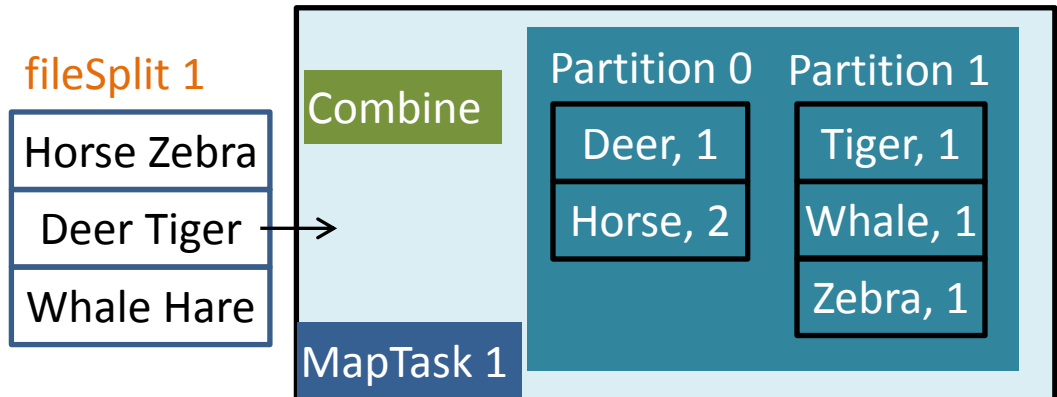 fileSplit 1
Horse Zebra
Deer Tiger
Whale Hare
Combine
MapTask 1
Partition 0
Deer, 1
Horse, 2
Partition 1
Tiger, 1
Whale, 1
Zebra, 1